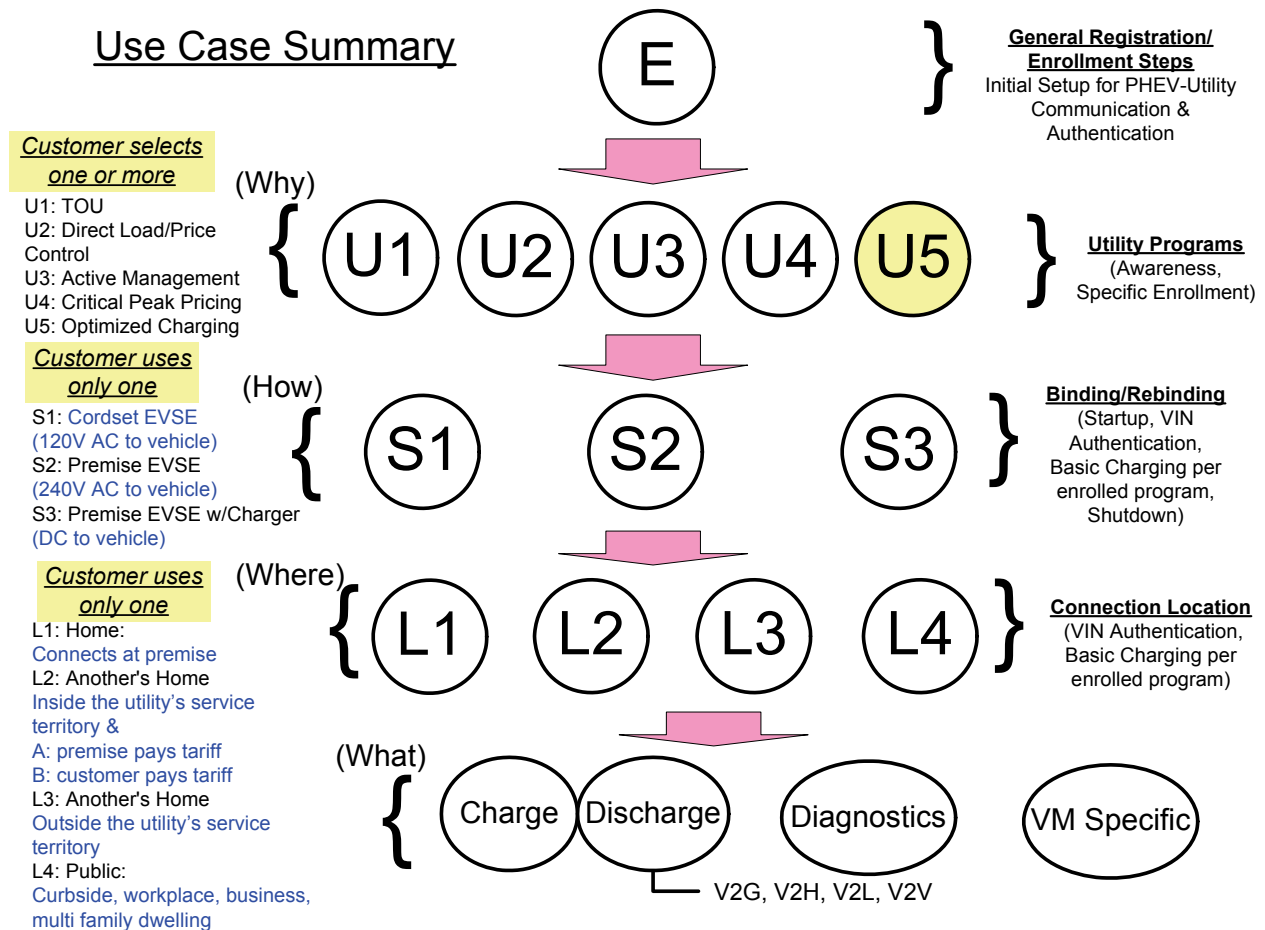 Use Case Summary
E
General Registration/
Enrollment Steps
Initial Setup for PHEV-Utility
Communication &
Authentication
Customer selects
one or more
(Why)
U1: TOU
U2: Direct Load/Price
Control
U3: Active Management
U4: Critical Peak Pricing
U5: Optimized Charging
U1
U2
U3
U4
U5
Utility Programs
(Awareness,
Specific Enrollment)
Customer uses
only one
(How)
S1: Cordset EVSE
(120V AC to vehicle)
S2: Premise EVSE
(240V AC to vehicle)
S3: Premise EVSE w/Charger
(DC to vehicle)
S1
S2
S3
Binding/Rebinding
(Startup, VIN
Authentication,
Basic Charging per
enrolled program,
Shutdown)
Customer uses
only one
(Where)
L1: Home:
Connects at premise
L2: Another's Home
Inside the utility’s service
territory &
A: premise pays tariff
B: customer pays tariff
L3: Another's Home
Outside the utility’s service
territory
L4: Public:
Curbside, workplace, business,
multi family dwelling
L1
L2
L3
L4
Connection Location
(VIN Authentication,
Basic Charging per
enrolled program)
(What)
Charge
Discharge
Diagnostics
VM Specific
V2G, V2H, V2L, V2V